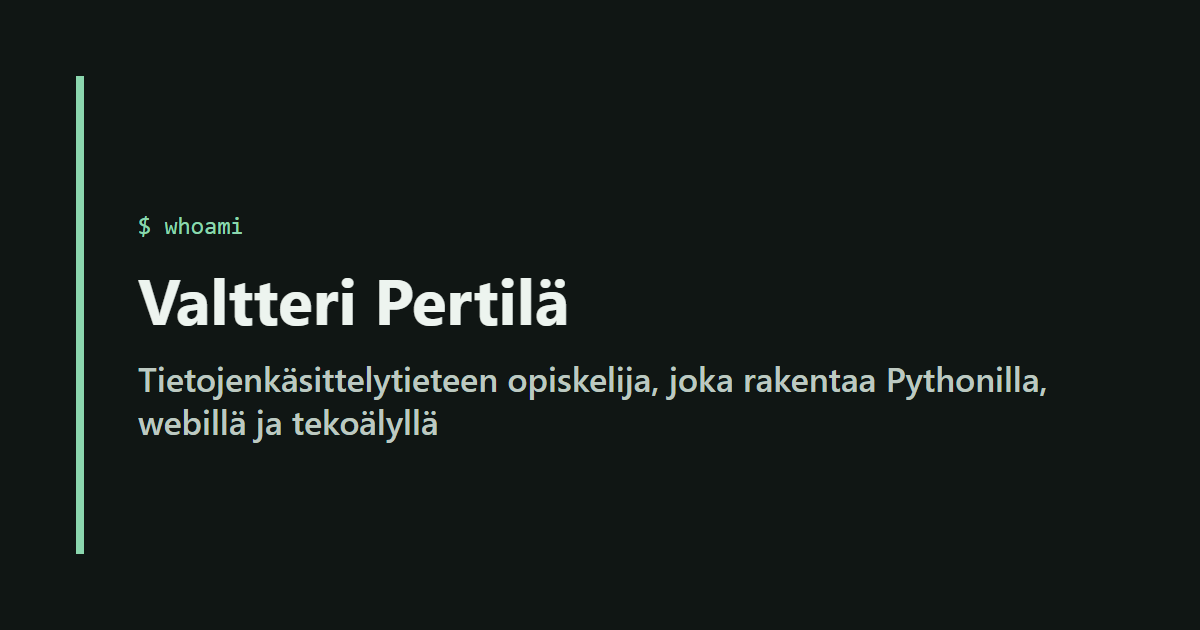 $ whoami
Valtteri Pertilä
Tietojenkäsittelytieteen opiskelija, joka rakentaa Pythonilla,
webillä ja tekoälyllä